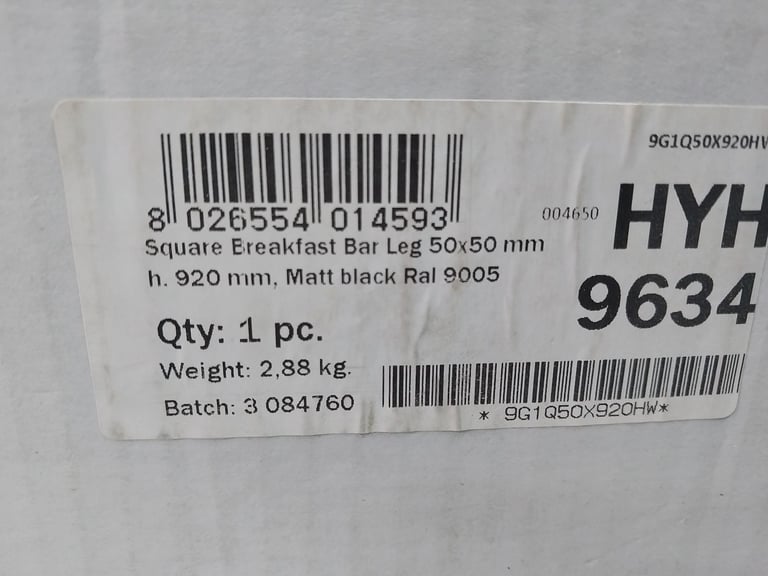 9G1Q50X920HW
8 026554 014593
004650 HYH
Square Breakfast Bar Leg 50x50 mm
h. 920 mm, Matt black Ral 9005
9634
Qty: 1 pc.
Weight: 2,88 kg.
Batch: 3 084760
* 9G1Q50X920HW*